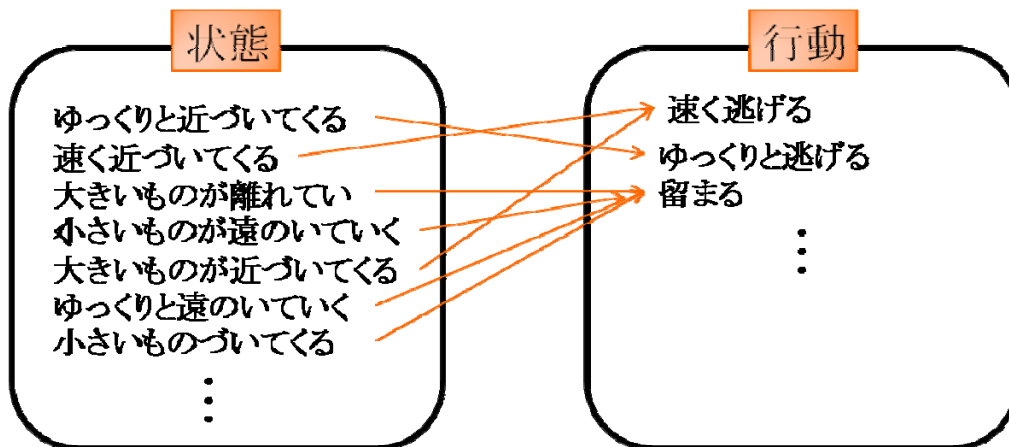 状態
ゆっくりと近づいてくる
速く近づいてくる
大きいものが離れてい
小さいものが遠のいていく
大きいものが近づいてくる
ゆっくりと遠のいていく
小さいものづいてくる
⋮
行動
速く逃げる
ゆっくりと逃げる
留まる
⋮